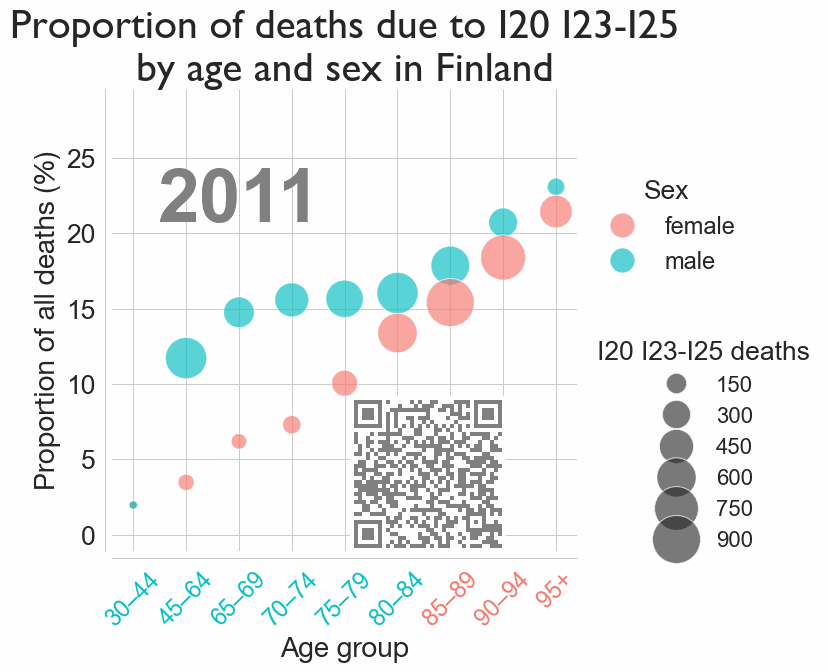 Proportion of deaths due to I20 I23-I25
by age and sex in Finland
Proportion of all deaths (%)
25
20
15
10
5
0
2011
30–44
45–64
65–69
70–74
75–79
80–84
85–89
90–94
95+
Age group
Sex
female
male
I20 I23-I25 deaths
150
300
450
600
750
900